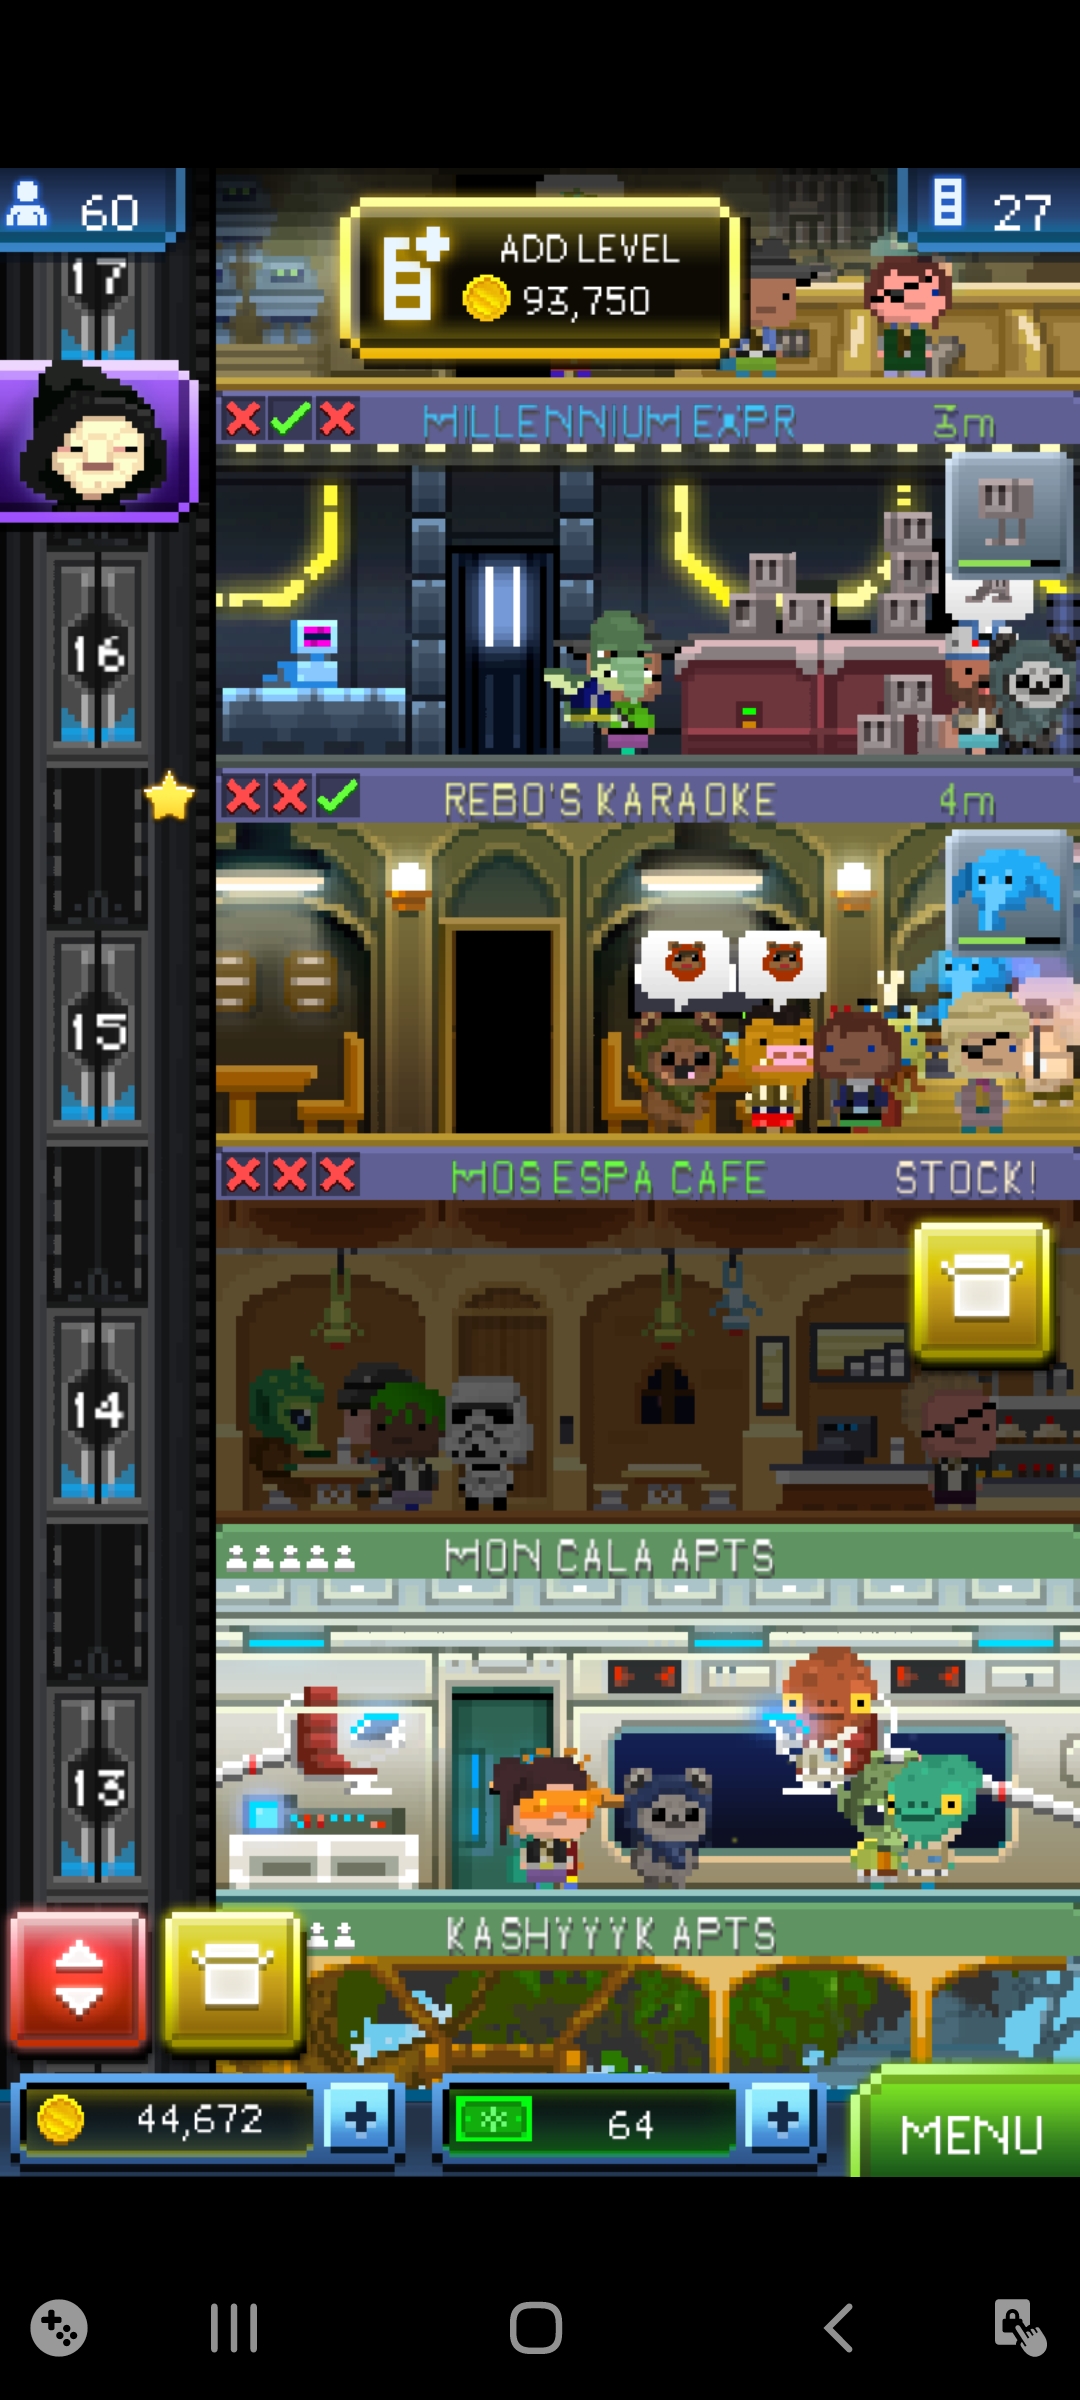 60
27
ADD LEVEL
93,750
17
MILLENNIUM EXPR
3m
16
REBO'S KARAOKE
4m
15
MOS ESPA CAFE
STOCK!
14
MON CALA APTS
13
KASHYYYK APTS
44,672
64
MENU